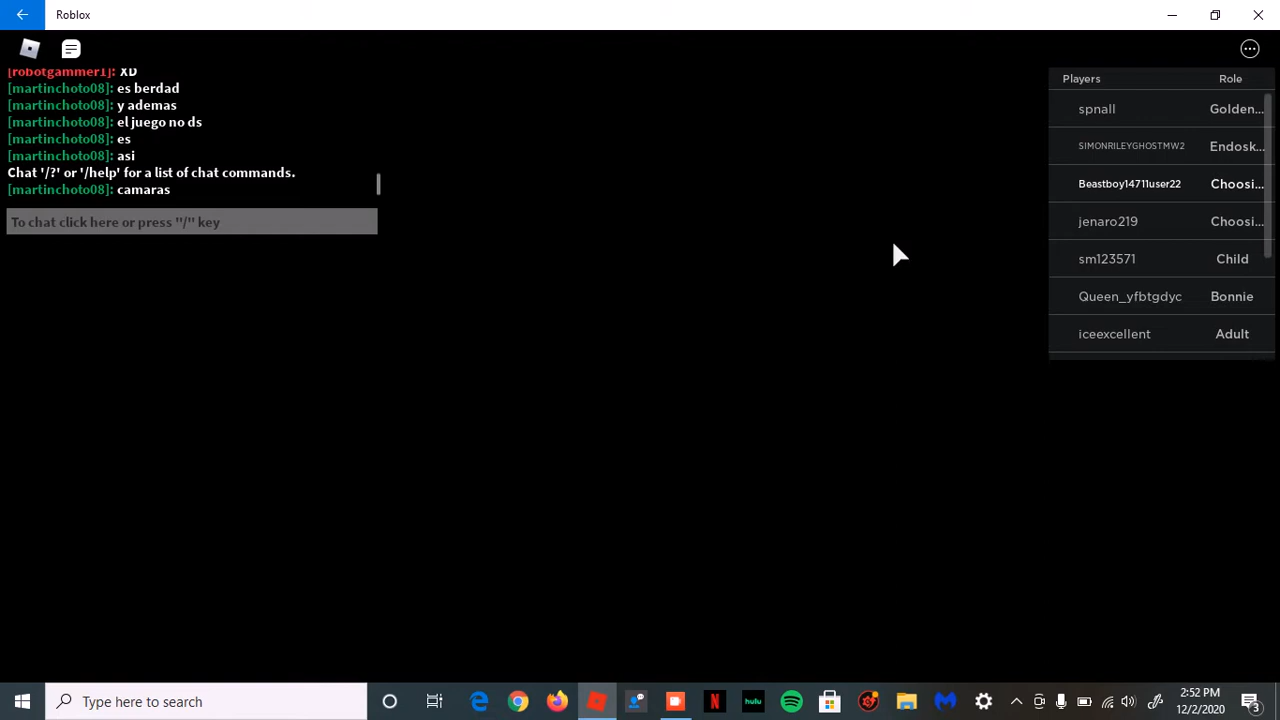 Roblox
[robotgammer1]: XD
[martinchoto08]: es berdad
[martinchoto08]: y ademas
[martinchoto08]: el juego no ds
[martinchoto08]: es
[martinchoto08]: asi
Chat '/?' or '/help' for a list of chat commands.
[martinchoto08]: camaras
To chat click here or press "/" key
Players Role
spnall Golden...
SIMONRILEYGHOSTMW2 Endosk...
Beastboy14711user22 Choosi...
jenaro219 Choosi...
sm123571 Child
Queen_yfbtgdyc Bonnie
iceexcellent Adult
Type here to search
hulu
2:52 PM
12/2/2020
3